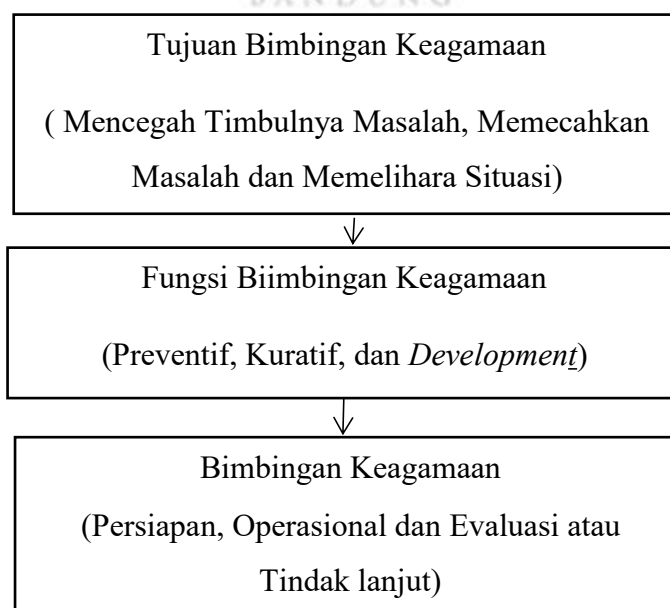 BANDUNG
Tujuan Bimbingan Keagamaan
( Mencegah Timbulnya Masalah, Memecahkan
Masalah dan Memelihara Situasi)
Fungsi Biimbingan Keagamaan
(Preventif, Kuratif, dan Development)
Bimbingan Keagamaan
(Persiapan, Operasional dan Evaluasi atau
Tindak lanjut)